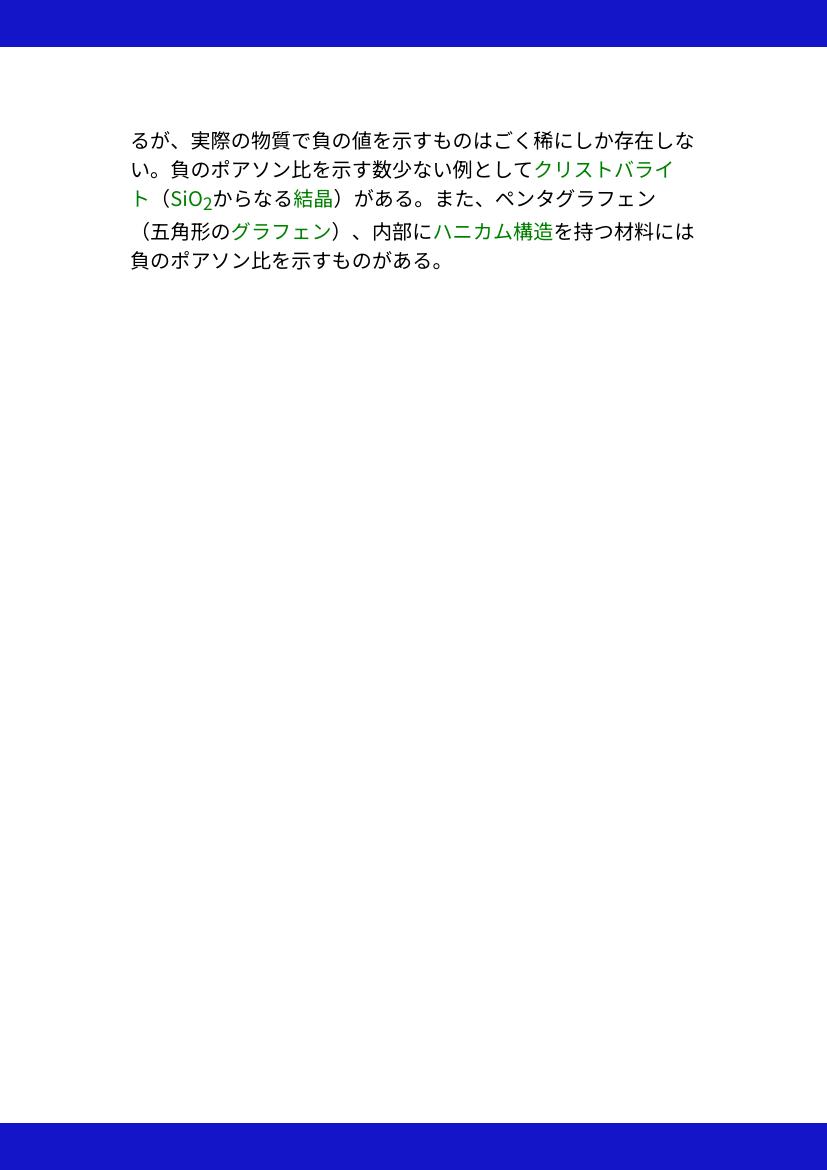 るが、実際の物質で負の値を示すものはごく稀にしか存在しな
い。負のポアソン比を示す数少ない例としてクリストバライ
ト（SiO₂からなる結晶）がある。また、ペンタグラフェン
（五角形のグラフェン）、内部にハニカム構造を持つ材料には
負のポアソン比を示すものがある。